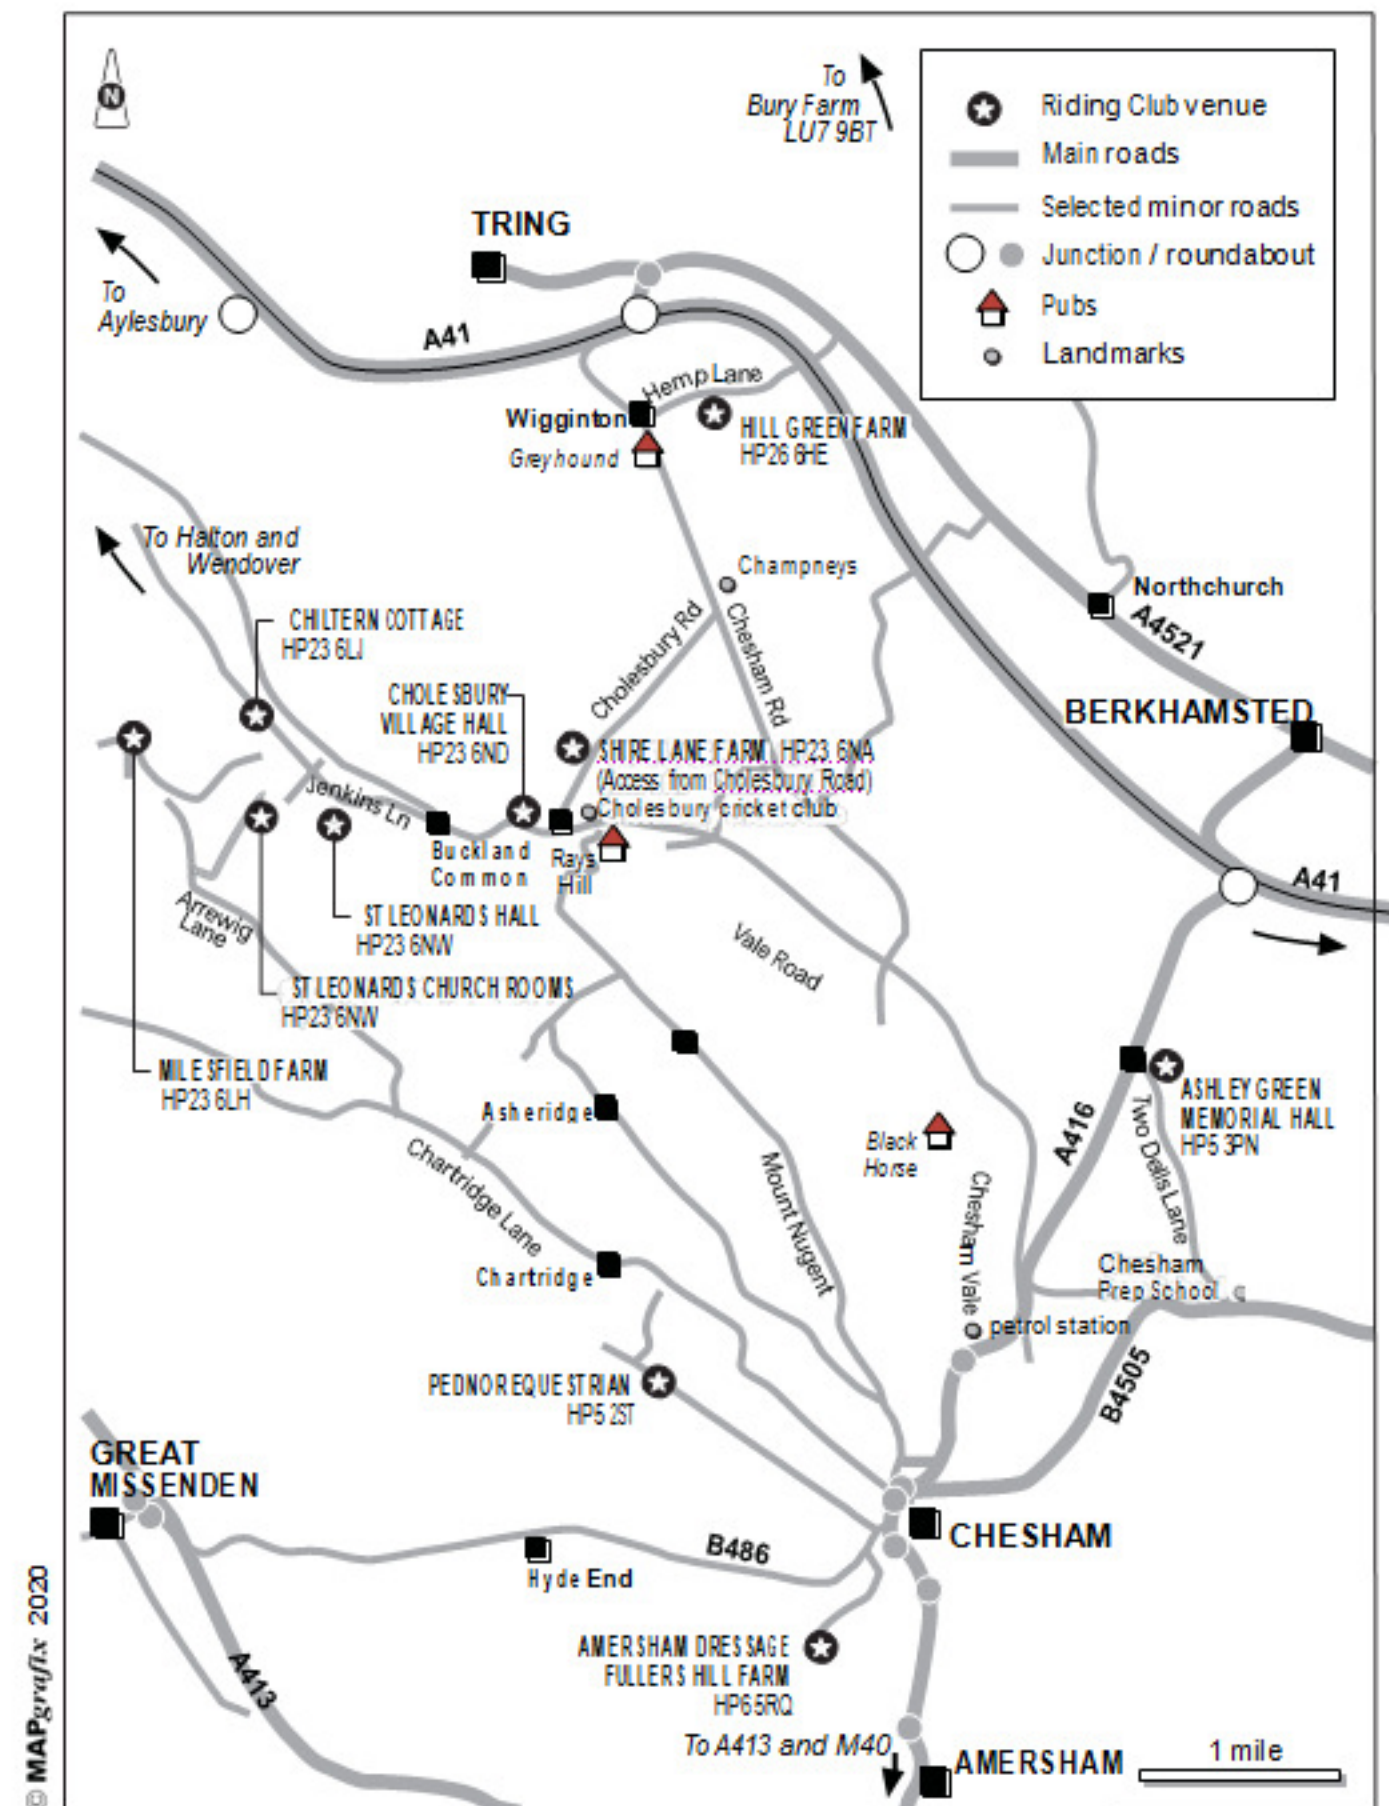 N
To
Bury Farm
LU7 9BT
Riding Club venue
Main roads
Selected minor roads
Junction / roundabout
Pubs
Landmarks
TRING
To
Aylesbury
A41
Hemp Lane
Wigginton
Greyhound
HILL GREEN FARM
HP26 6HE
To Halton and
Wendover
Champneys
Northchurch
A4521
CHILTERN COTTAGE
HP23 6LJ
Cholesbury Rd
Chesham Rd
CHOLESBURY
VILLAGE HALL
HP23 6ND
BERKHAMSTED
SHIRE LANE FARM HP23 6NA
(Access from Cholesbury Road)
Cholesbury cricket club
Jenkins Ln
Buckland
Common
Rays
Hill
A41
Arrewig
Lane
ST LEONARDS HALL
HP23 6NW
Vale Road
ST LEONARDS CHURCH ROOMS
HP23 6NW
MILESFIELD FARM
HP23 6LH
Asheridge
Black
Horse
A416
Two Dells Lane
ASHLEY GREEN
MEMORIAL HALL
HP5 3PN
Chartridge Lane
Mount Nugent
Chesham Vale
Chartridge
Chesham
Prep School
petrol station
PEDNOR EQUESTRIAN
HP5 2ST
B4505
GREAT
MISSENDEN
B486
CHESHAM
Hyde End
A413
AMERSHAM DRESSAGE
FULLERS HILL FARM
HP6 5RQ
To A413 and M40
AMERSHAM
1 mile
© MAPgrafix 2020